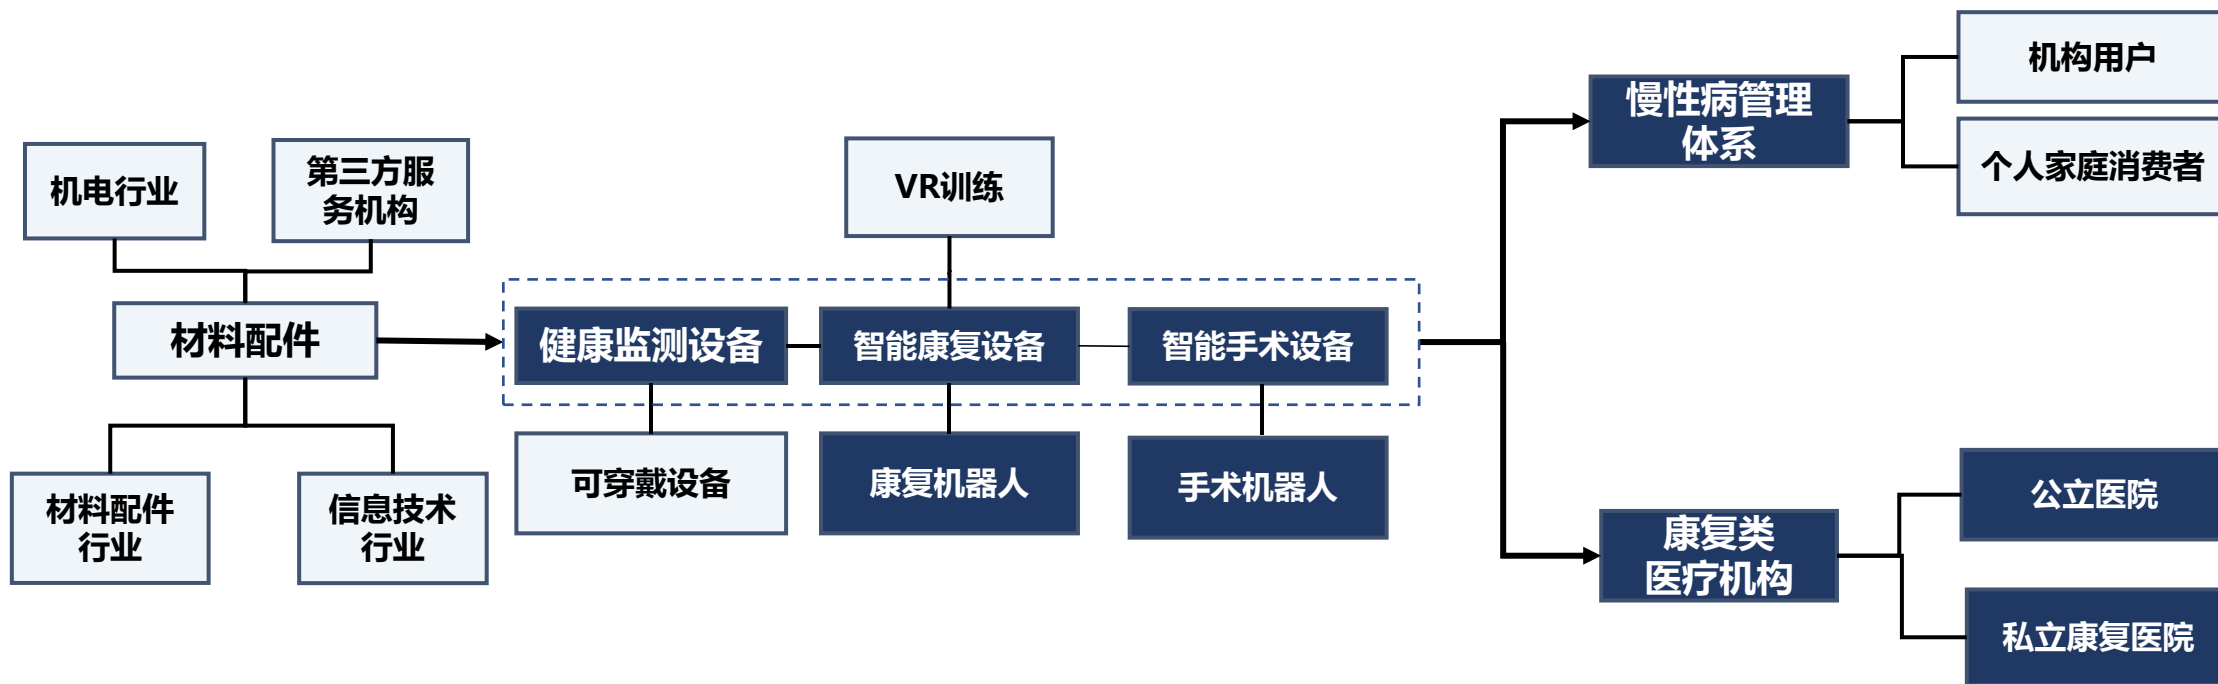 机电行业
第三方服
务机构
材料配件
材料配件
行业
信息技术
行业
VR训练
健康监测设备
智能康复设备
智能手术设备
可穿戴设备
康复机器人
手术机器人
慢性病管理
体系
机构用户
个人家庭消费者
康复类
医疗机构
公立医院
私立康复医院